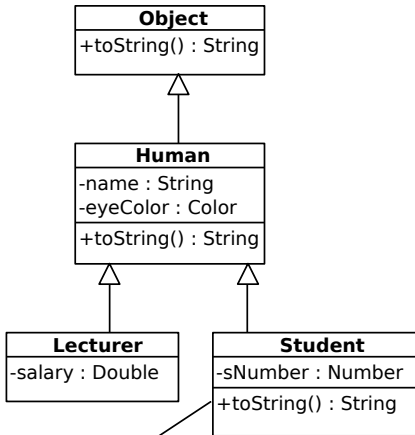 Object
+toString() : String
Human
-name : String
-eyeColor : Color
+toString() : String
Lecturer
-salary : Double
Student
-sNumber : Number
+toString() : String